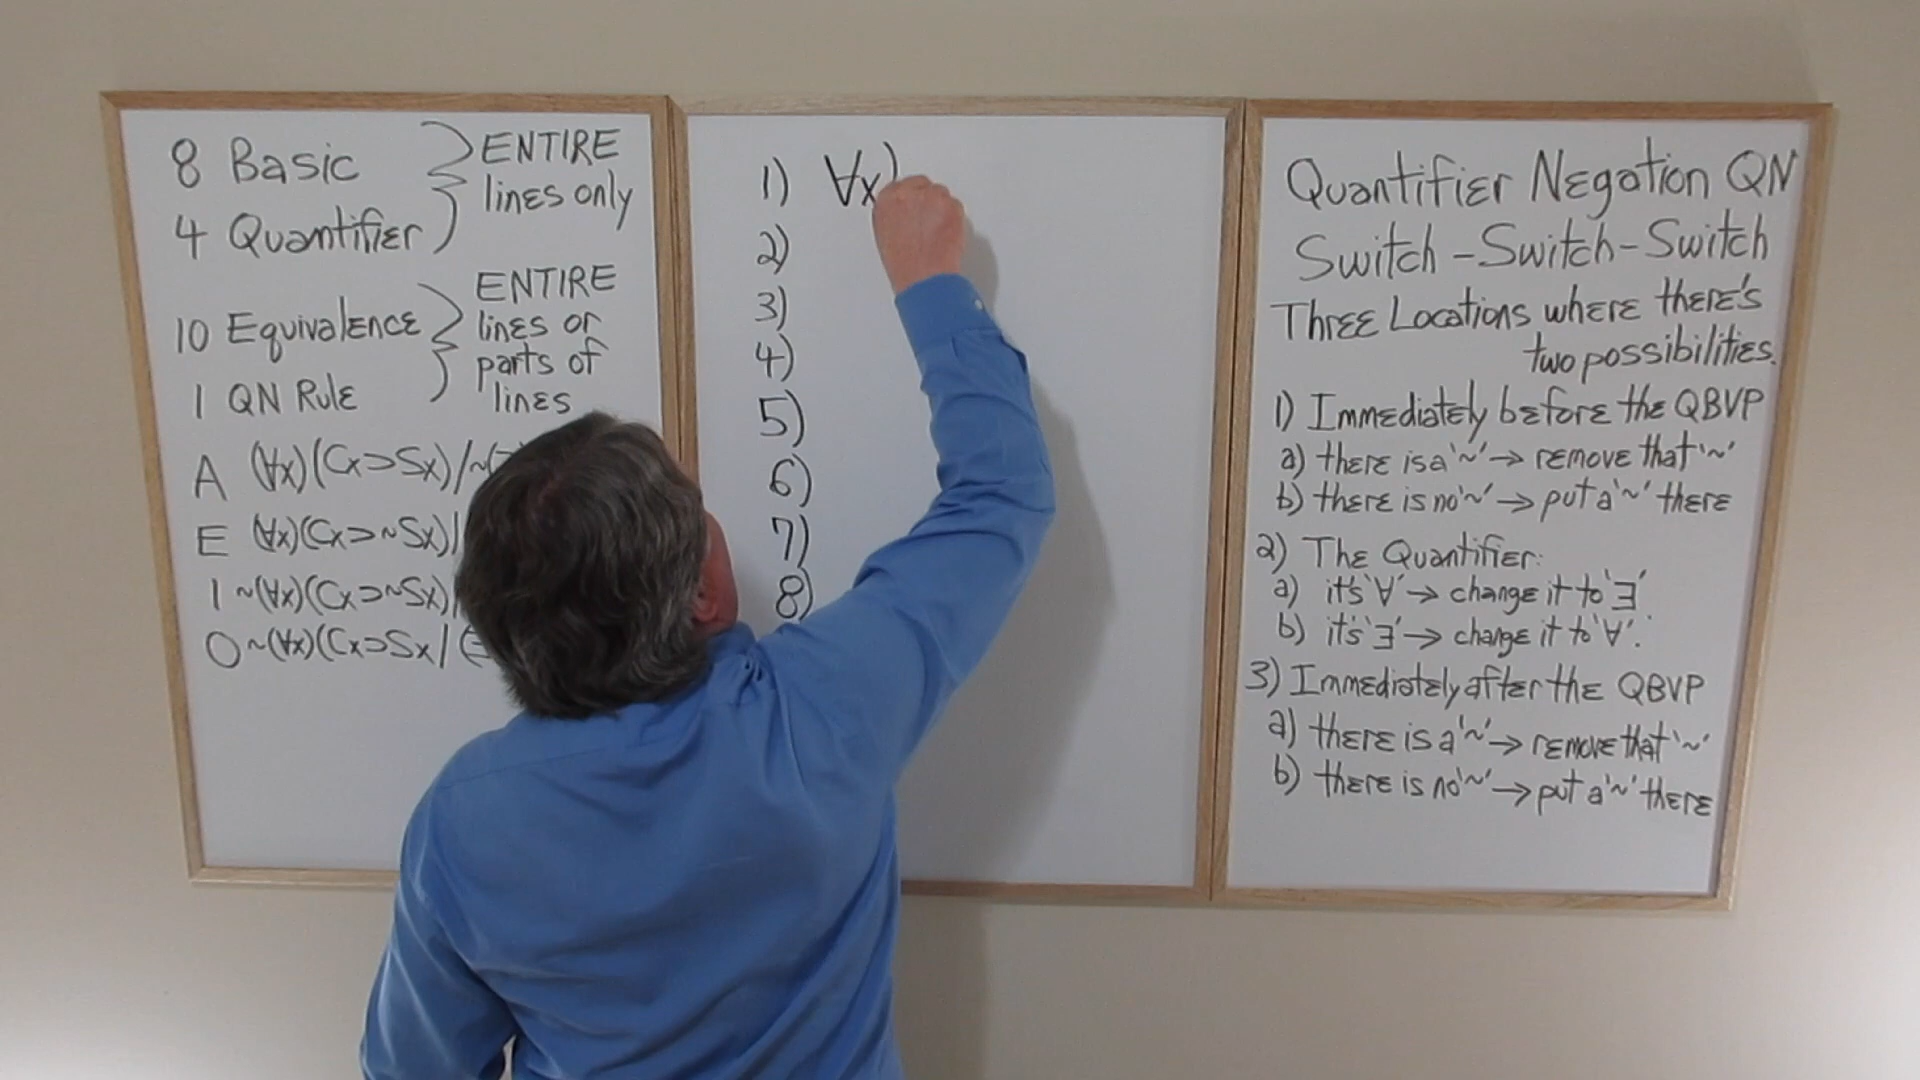 8 Basic
4 Quantifier
ENTIRE
lines only
10 Equivalence
1 QN Rule
ENTIRE
lines or
parts of
lines
A (∀x)(Cx⊃Sx)/~(
E (∀x)(Cx⊃~Sx)/
I ~(∀x)(Cx⊃~Sx)/
O ~(∀x)(Cx⊃Sx/(∃
1) ∀x)
2)
3)
4)
5)
6)
7)
8)
Quantifier Negation QN
Switch-Switch-Switch
Three Locations where there's
two possibilities.
1) Immediately before the QBVP
a) there is a '~' → remove that '~'
b) there is no '~' → put a '~' there
2) The Quantifier:
a) it's '∀' → change it to '∃'
b) it's '∃' → change it to '∀'.
3) Immediately after the QBVP
a) there is a '~' → remove that '~'
b) there is no '~' → put a '~' there